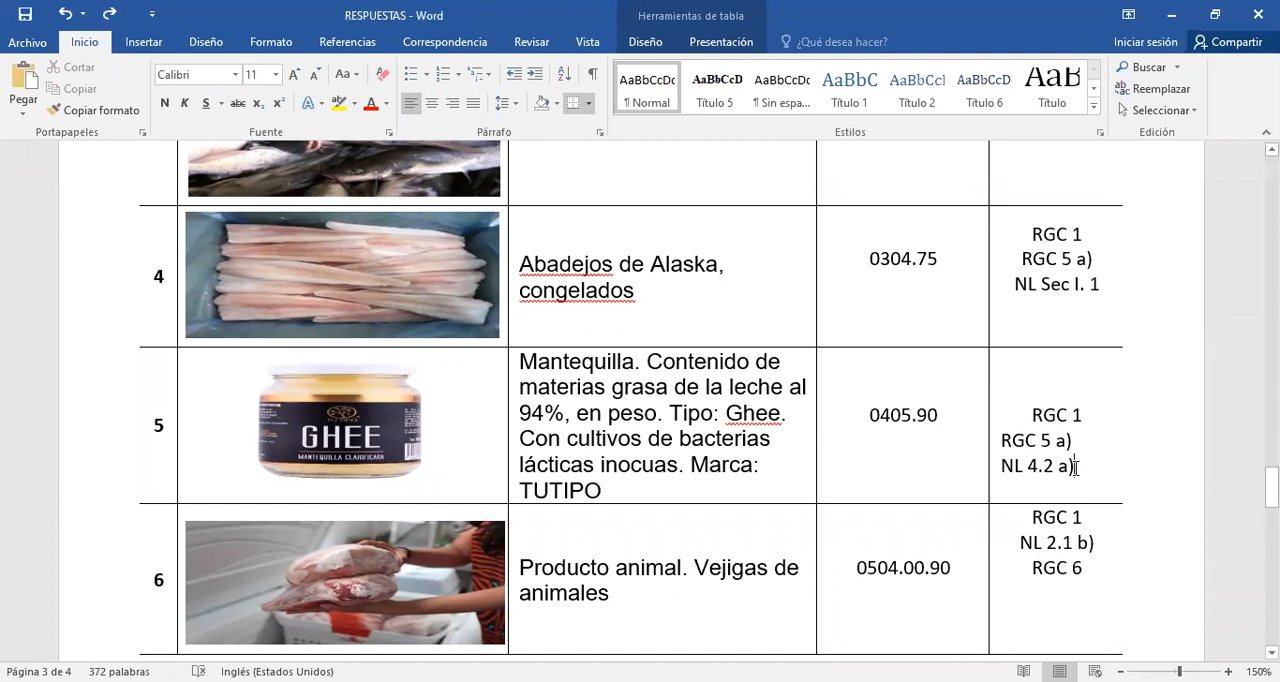 RESPUESTAS - Word
Herramientas de tabla
Archivo
Inicio
Insertar
Diseño
Formato
Referencias
Correspondencia
Revisar
Vista
Diseño
Presentación
¿Qué desea hacer?
Iniciar sesión
Compartir
Pegar
Cortar
Copiar
Copiar formato
Portapapeles
Calibri
11
Aa
N K S abc x₂ x²
Fuente
Párrafo
AaBbCcDc
¶ Normal
AaBbCcD
Título 5
AaBbCcDc
¶ Sin espa...
AaBbC
Título 1
AaBbCcl
Título 2
AaBbCcDc
Título 6
AaB
Título
Estilos
Buscar
Reemplazar
Seleccionar
Edición
4
Abadejos de Alaska,
congelados
0304.75
RGC 1
RGC 5 a)
NL Sec I. 1
5
GHEE
MANTEQUILLA CLARIFICADA
Mantequilla. Contenido de
materias grasa de la leche al
94%, en peso. Tipo: Ghee.
Con cultivos de bacterias
lácticas inocuas. Marca:
TUTIPO
0405.90
RGC 1
RGC 5 a)
NL 4.2 a)
6
Producto animal. Vejigas de
animales
0504.00.90
RGC 1
NL 2.1 b)
RGC 6
Página 3 de 4
372 palabras
Inglés (Estados Unidos)
150%